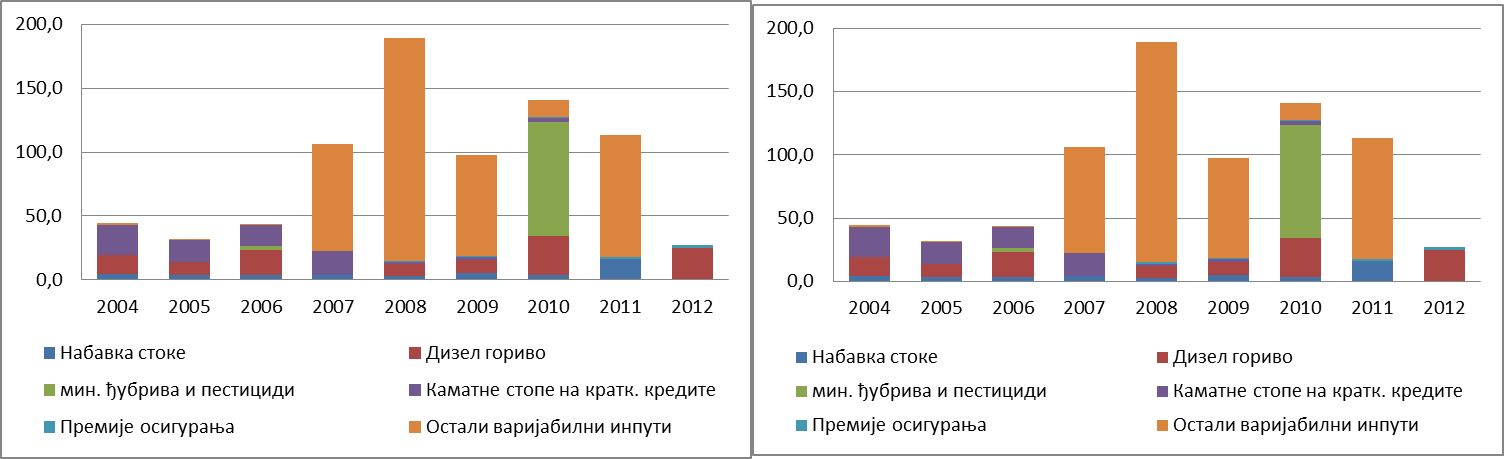 200,0
150,0
100,0
50,0
0,0
2004 2005 2006 2007 2008 2009 2010 2011 2012
Набавка стоке Дизел гориво
мин. ђубрива и пестициди Каматне стопе на кратк. кредите
Премије осигурања Остали варијабилни инпути
200,0
150,0
100,0
50,0
0,0
2004 2005 2006 2007 2008 2009 2010 2011 2012
Набавка стоке Дизел гориво
мин. ђубрива и пестициди Каматне стопе на кратк. кредите
Премије осигурања Остали варијабилни инпути